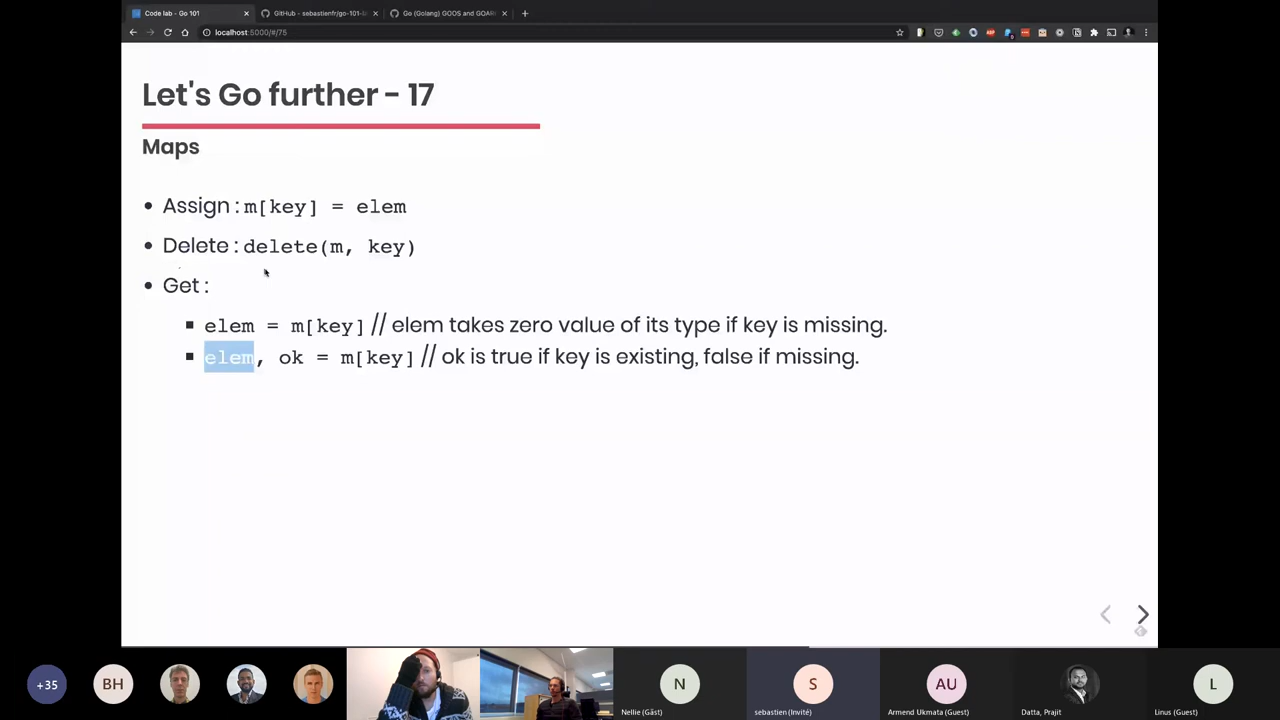 Code lab - Go 101
GitHub - sebastienfr/go-101-l
Go (Golang) GOOS and GOAR
localhost:5000/#/75
Let's Go further - 17
Maps
• Assign : m[key] = elem
• Delete : delete(m, key)
• Get :
▪ elem = m[key] // elem takes zero value of its type if key is missing.
▪ elem, ok = m[key] // ok is true if key is existing, false if missing.
+35
BH
N
S
AU
L
Nellie (Gäst)
sebastien (Invité)
Armend Ukmata (Guest)
Datta, Prajit
Linus (Guest)